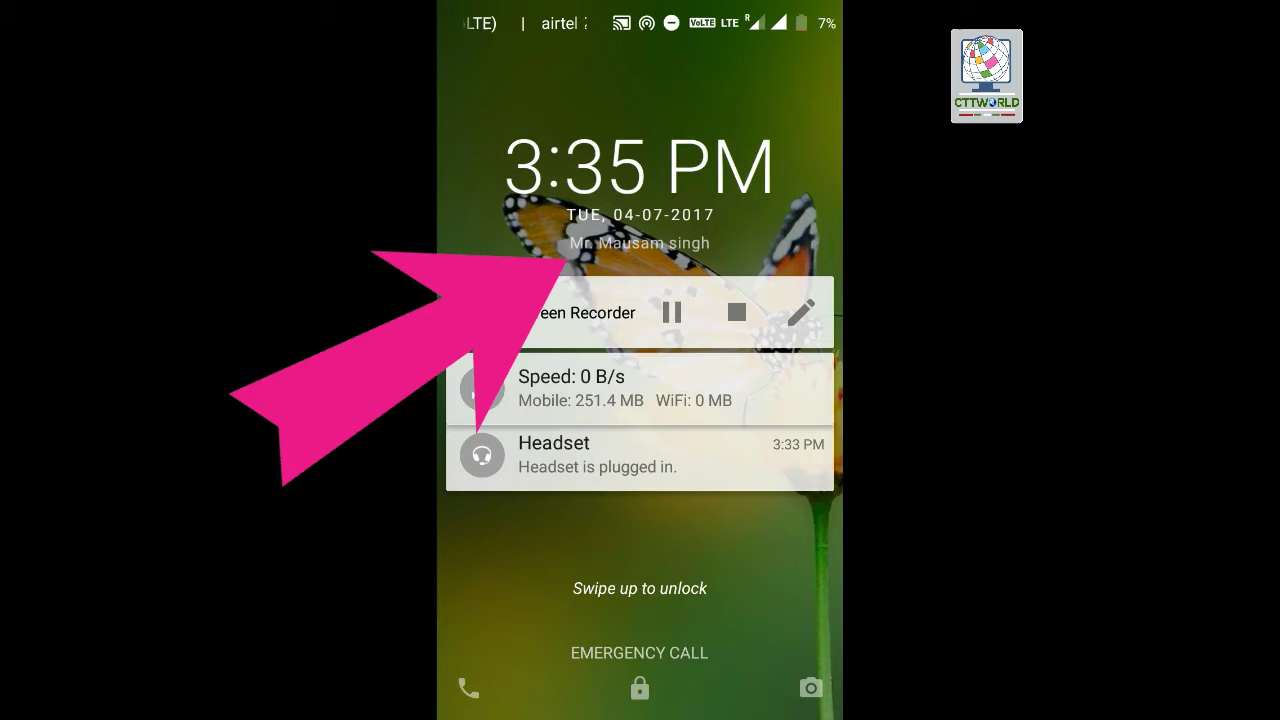 LTE) | airtel VoLTE LTE R 7%
CTTWORLD
3:35 PM
TUE, 04-07-2017
Mr. Mausam singh
een Recorder
Speed: 0 B/s
Mobile: 251.4 MB WiFi: 0 MB
Headset 3:33 PM
Headset is plugged in.
Swipe up to unlock
EMERGENCY CALL